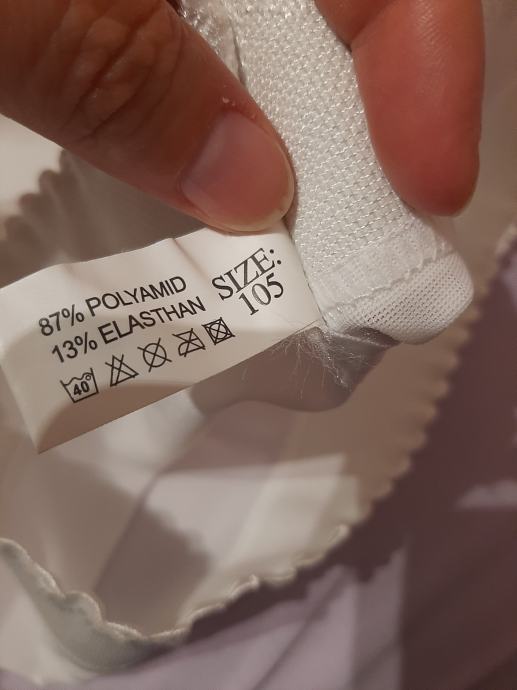 87% POLYAMID
13% ELASTHAN
40°
SIZE:
105